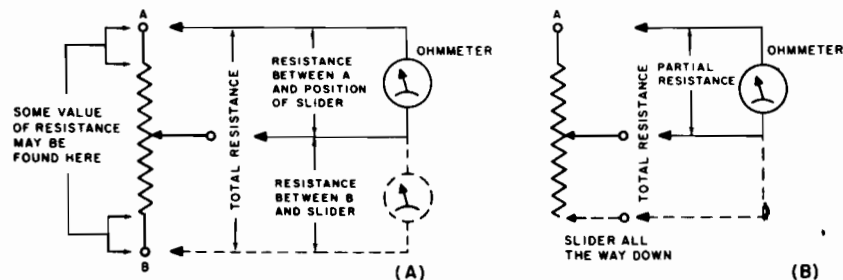 A
SOME VALUE
OF RESISTANCE
MAY BE
FOUND HERE
B
TOTAL RESISTANCE
RESISTANCE
BETWEEN A
AND POSITION
OF SLIDER
RESISTANCE
BETWEEN B
AND SLIDER
OHMMETER
(A)
A
PARTIAL
RESISTANCE
TOTAL RESISTANCE
OHMMETER
SLIDER ALL
THE WAY DOWN
(B)